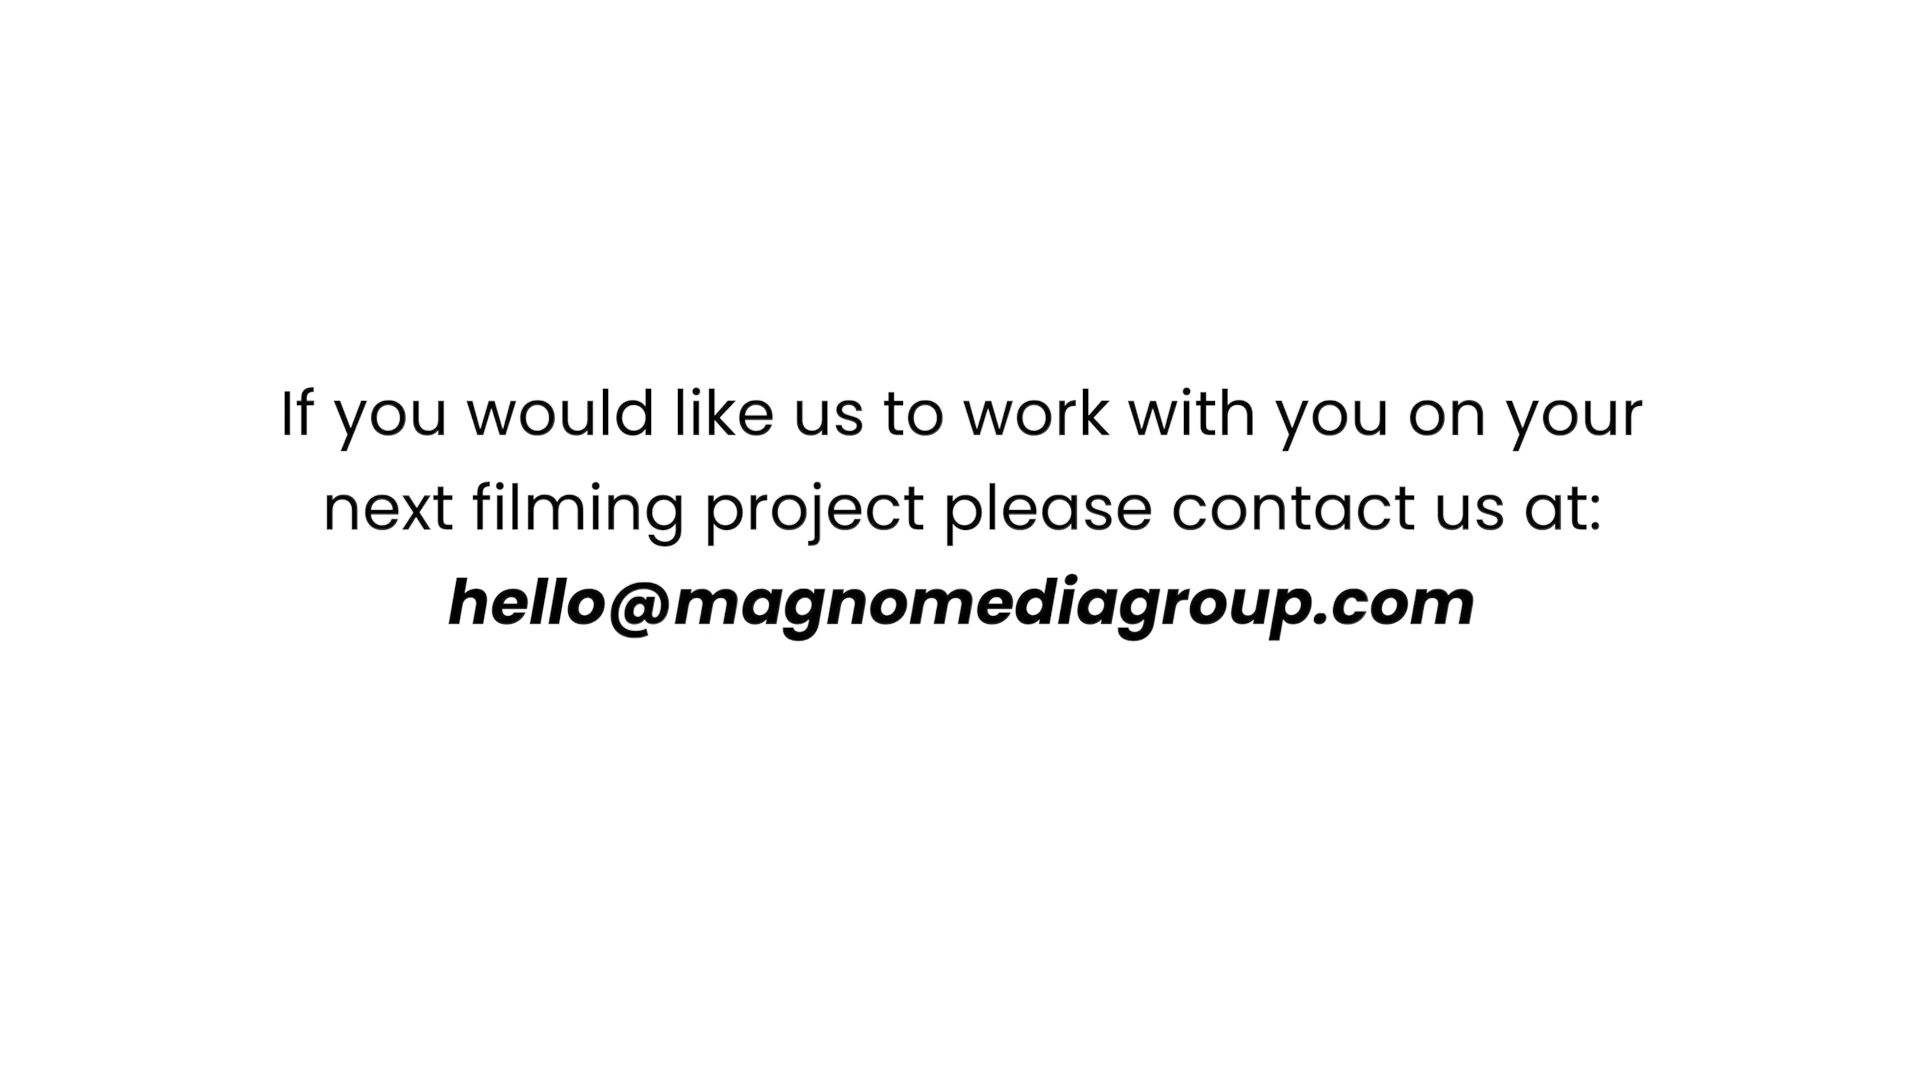 If you would like us to work with you on your
next filming project please contact us at:
hello@magnomediagroup.com